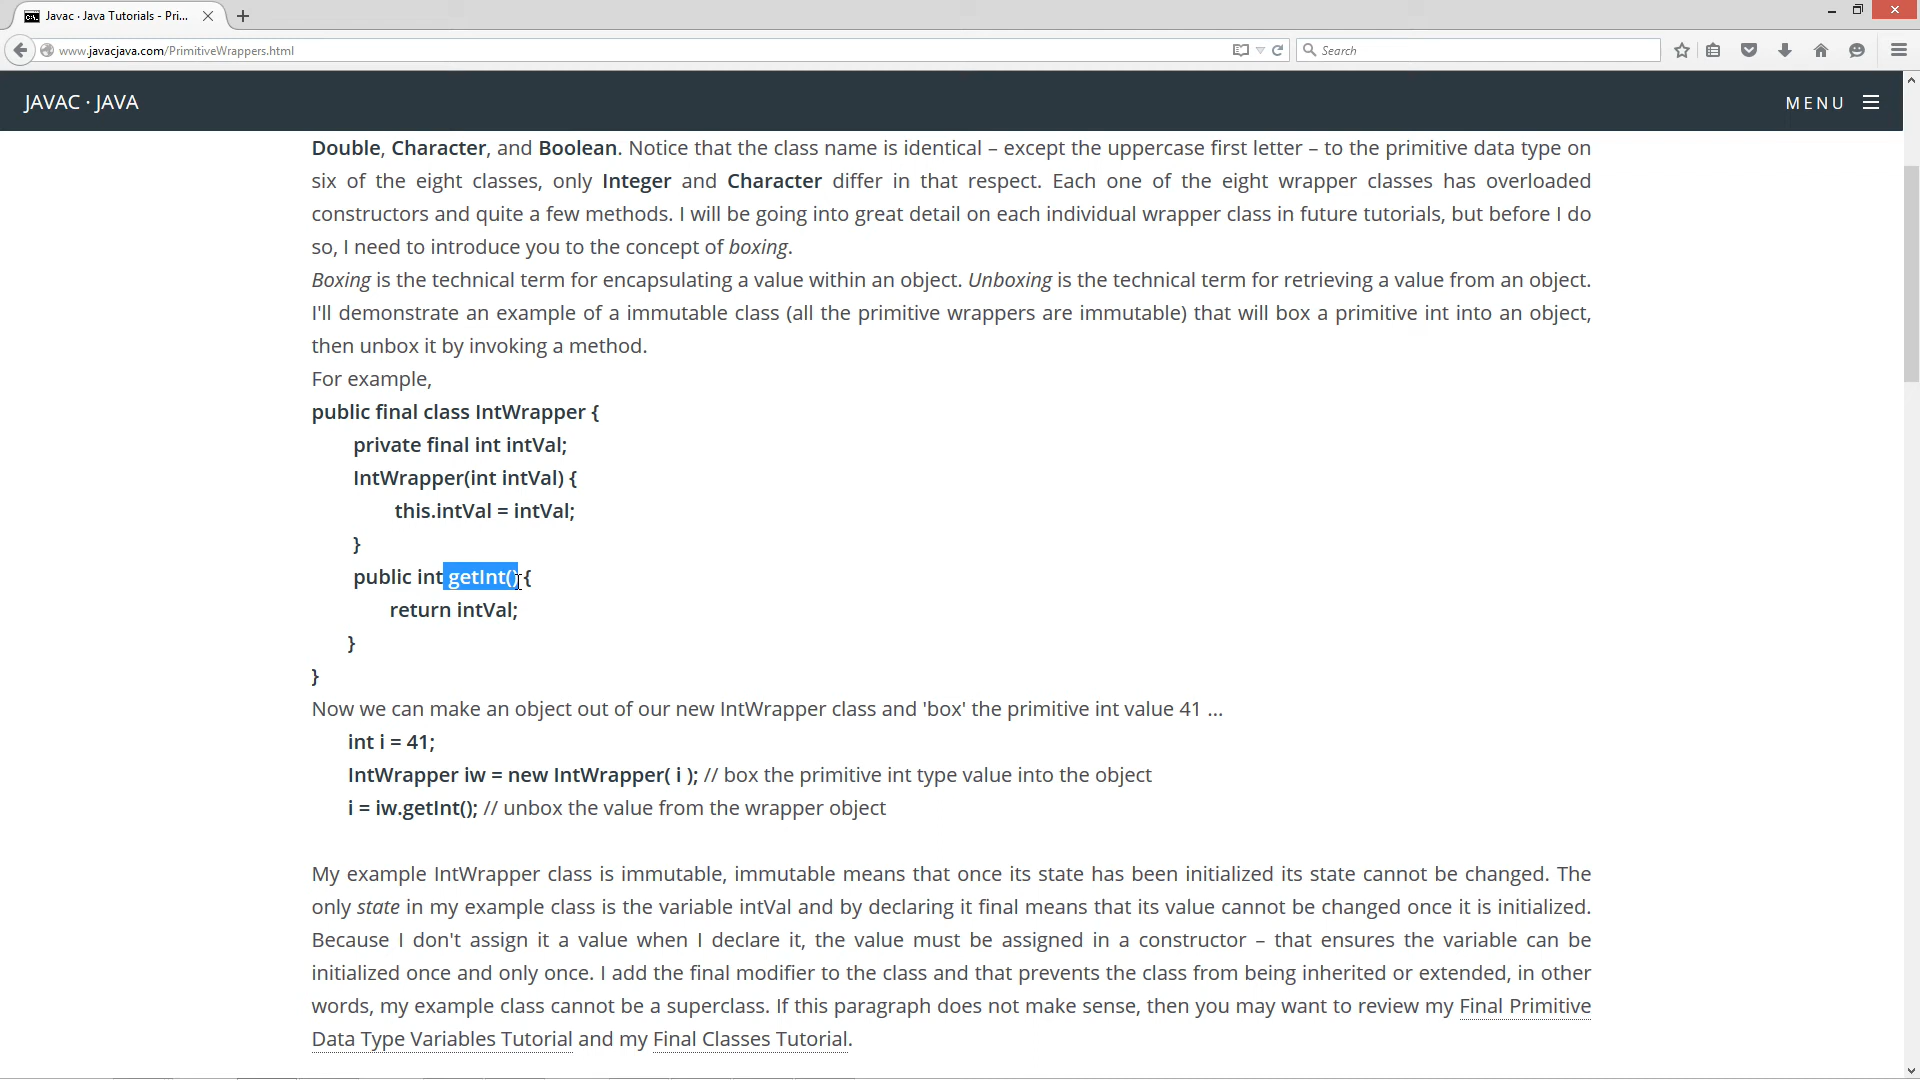 Javac · Java Tutorials - Pri...
www.javacjava.com/PrimitiveWrappers.html
Search
JAVAC · JAVA
MENU
Double, Character, and Boolean. Notice that the class name is identical – except the uppercase first letter – to the primitive data type on
six of the eight classes, only Integer and Character differ in that respect. Each one of the eight wrapper classes has overloaded
constructors and quite a few methods. I will be going into great detail on each individual wrapper class in future tutorials, but before I do
so, I need to introduce you to the concept of boxing.
Boxing is the technical term for encapsulating a value within an object. Unboxing is the technical term for retrieving a value from an object.
I'll demonstrate an example of a immutable class (all the primitive wrappers are immutable) that will box a primitive int into an object,
then unbox it by invoking a method.
For example,
public final class IntWrapper {
private final int intVal;
IntWrapper(int intVal) {
this.intVal = intVal;
}
public int getInt() {
return intVal;
}
}
Now we can make an object out of our new IntWrapper class and 'box' the primitive int value 41 ...
int i = 41;
IntWrapper iw = new IntWrapper( i ); // box the primitive int type value into the object
i = iw.getInt(); // unbox the value from the wrapper object
My example IntWrapper class is immutable, immutable means that once its state has been initialized its state cannot be changed. The
only state in my example class is the variable intVal and by declaring it final means that its value cannot be changed once it is initialized.
Because I don't assign it a value when I declare it, the value must be assigned in a constructor – that ensures the variable can be
initialized once and only once. I add the final modifier to the class and that prevents the class from being inherited or extended, in other
words, my example class cannot be a superclass. If this paragraph does not make sense, then you may want to review my Final Primitive
Data Type Variables Tutorial and my Final Classes Tutorial.